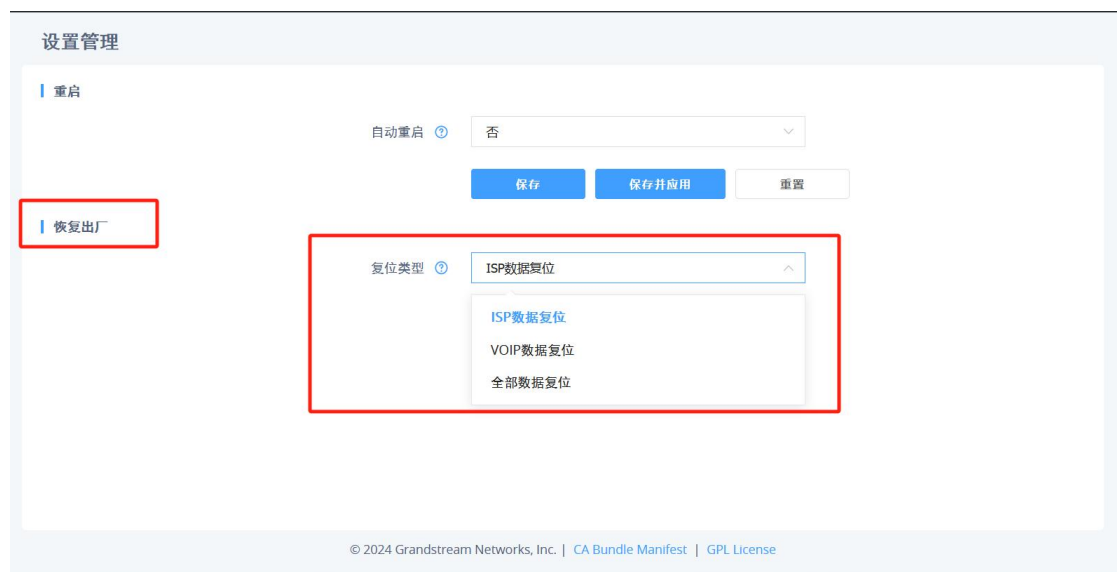 设置管理
重启
自动重启
否
保存 保存并应用 重置
恢复出厂
复位类型
ISP数据复位
ISP数据复位
VOIP数据复位
全部数据复位
© 2024 Grandstream Networks, Inc. | CA Bundle Manifest | GPL License